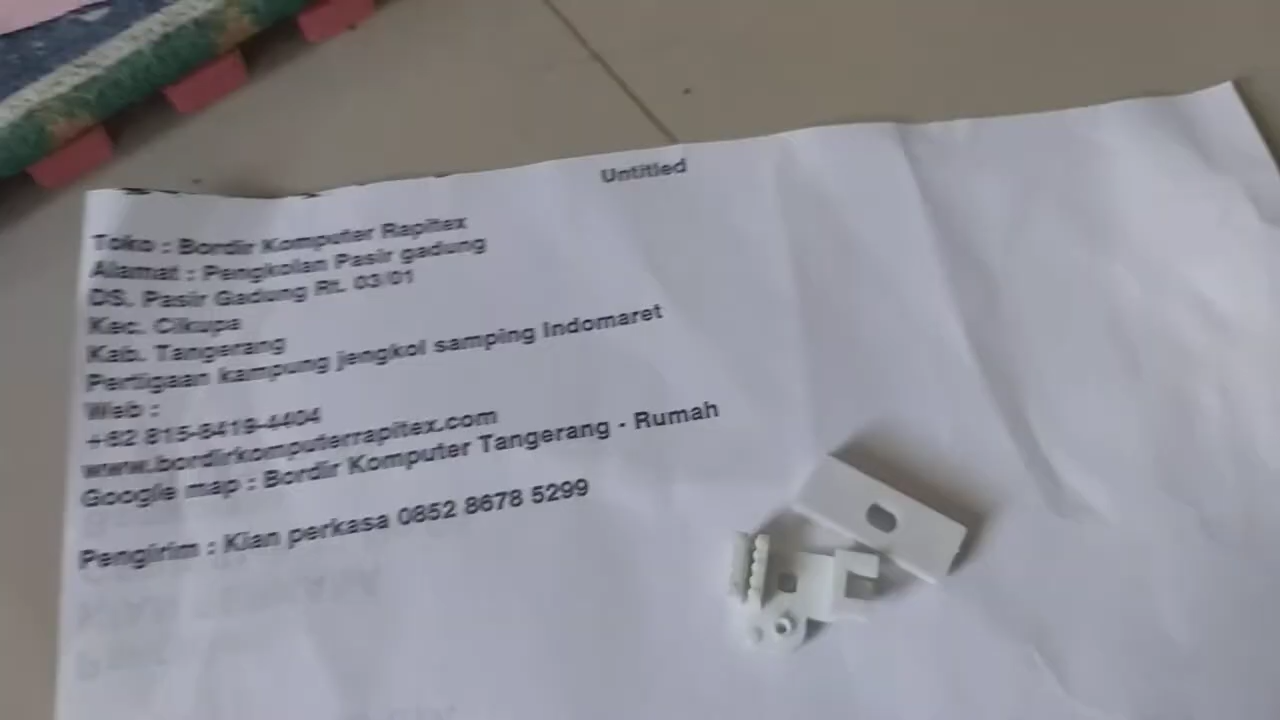 Untitled
Toko : Bordir Komputer Rapitex
Alamat : Pengkolan Pasir gadung
DS. Pasir Gadung Rt. 03/01
Kec. Cikupa
Kab. Tangerang
Pertigaan kampung jengkol samping Indomaret
Web :
+62 815-8419-4404
www.bordirkomputerrapitex.com
Google map : Bordir Komputer Tangerang - Rumah
Pengirim : Kian perkasa 0852 8678 5299